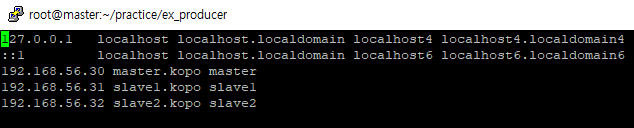 root@master:~/practice/ex_producer
127.0.0.1   localhost localhost.localdomain localhost4 localhost4.localdomain4
::1         localhost localhost.localdomain localhost6 localhost6.localdomain6
192.168.56.30 master.kopo master
192.168.56.31 slave1.kopo slave1
192.168.56.32 slave2.kopo slave2